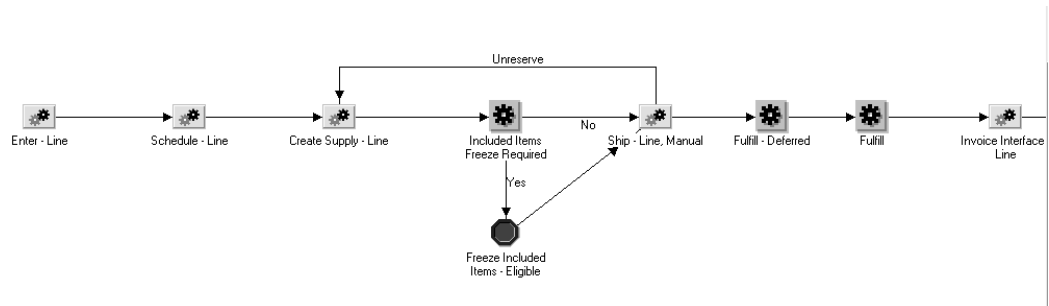 Unreserve
Enter - Line
Schedule - Line
Create Supply - Line
Included Items
Freeze Required
No
Ship - Line, Manual
Fulfill - Deferred
Fulfill
Invoice Interface
Line
Yes
Freeze Included
Items - Eligible